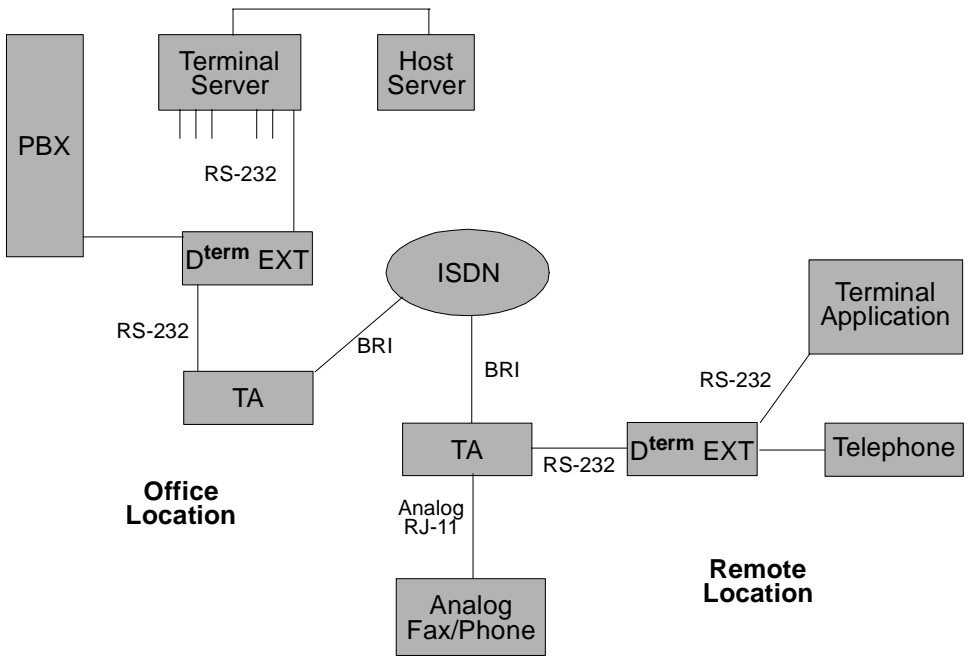 Terminal
Server
Host
Server
PBX
RS-232
Dterm EXT
ISDN
Terminal
Application
RS-232
BRI
BRI
RS-232
TA
TA
RS-232
Dterm EXT
Telephone
Office
Location
Analog
RJ-11
Remote
Location
Analog
Fax/Phone